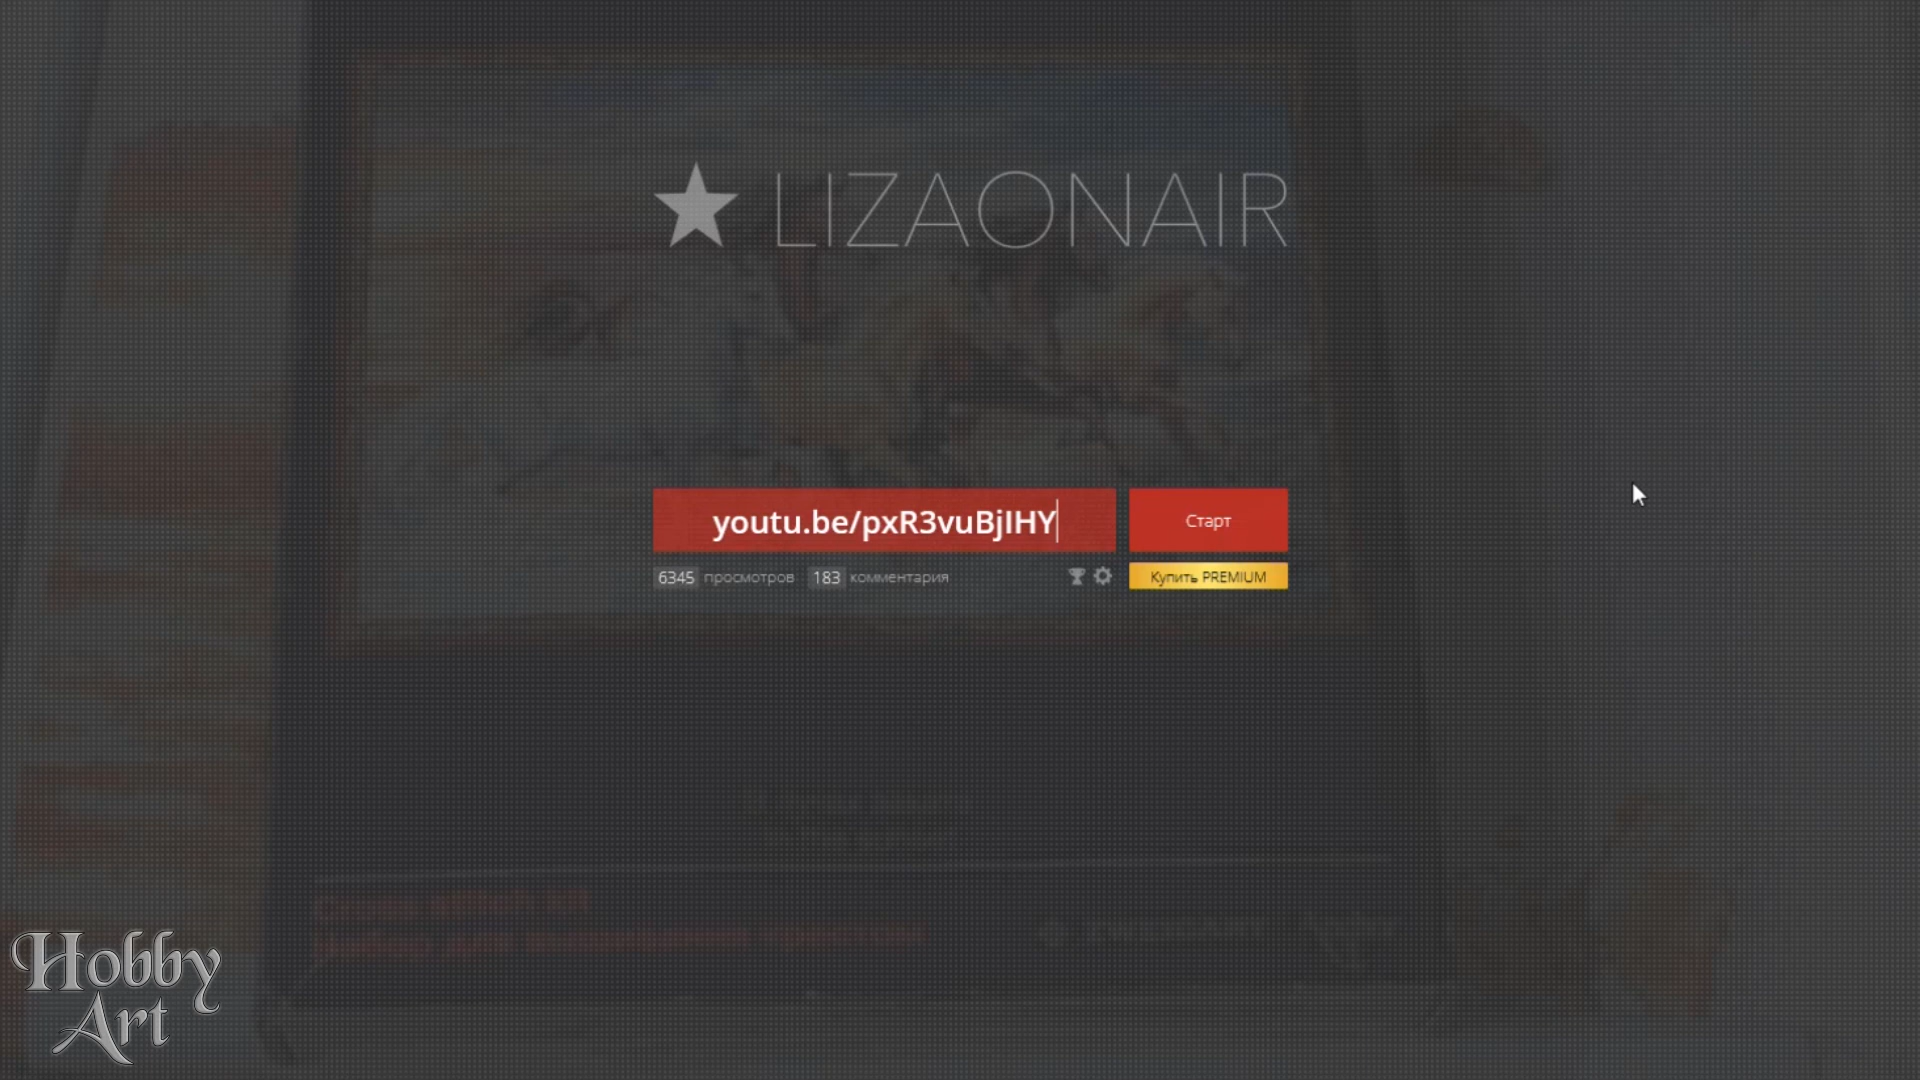 LIZAONAIR
youtu.be/pxR3vuBjIHY
Старт
6345 просмотров 183 комментария
Купить PREMIUM
Hobby
Art